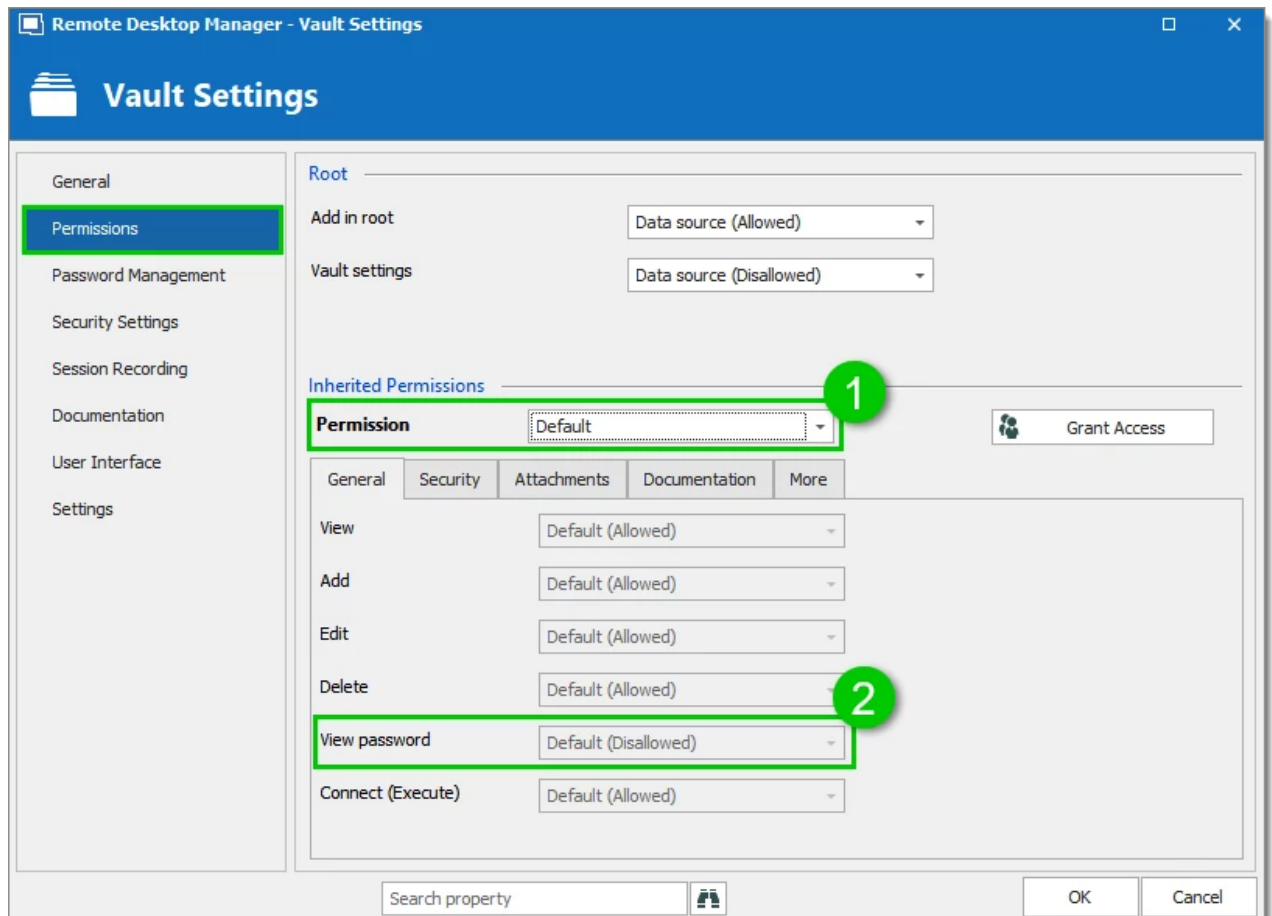 Remote Desktop Manager - Vault Settings
Vault Settings
General
Permissions
Password Management
Security Settings
Session Recording
Documentation
User Interface
Settings
Root
Add in root Data source (Allowed)
Vault settings Data source (Disallowed)
Inherited Permissions 1
Permission Default Grant Access
General Security Attachments Documentation More
View Default (Allowed)
Add Default (Allowed)
Edit Default (Allowed)
Delete Default (Allowed) 2
View password Default (Disallowed)
Connect (Execute) Default (Allowed)
Search property OK Cancel